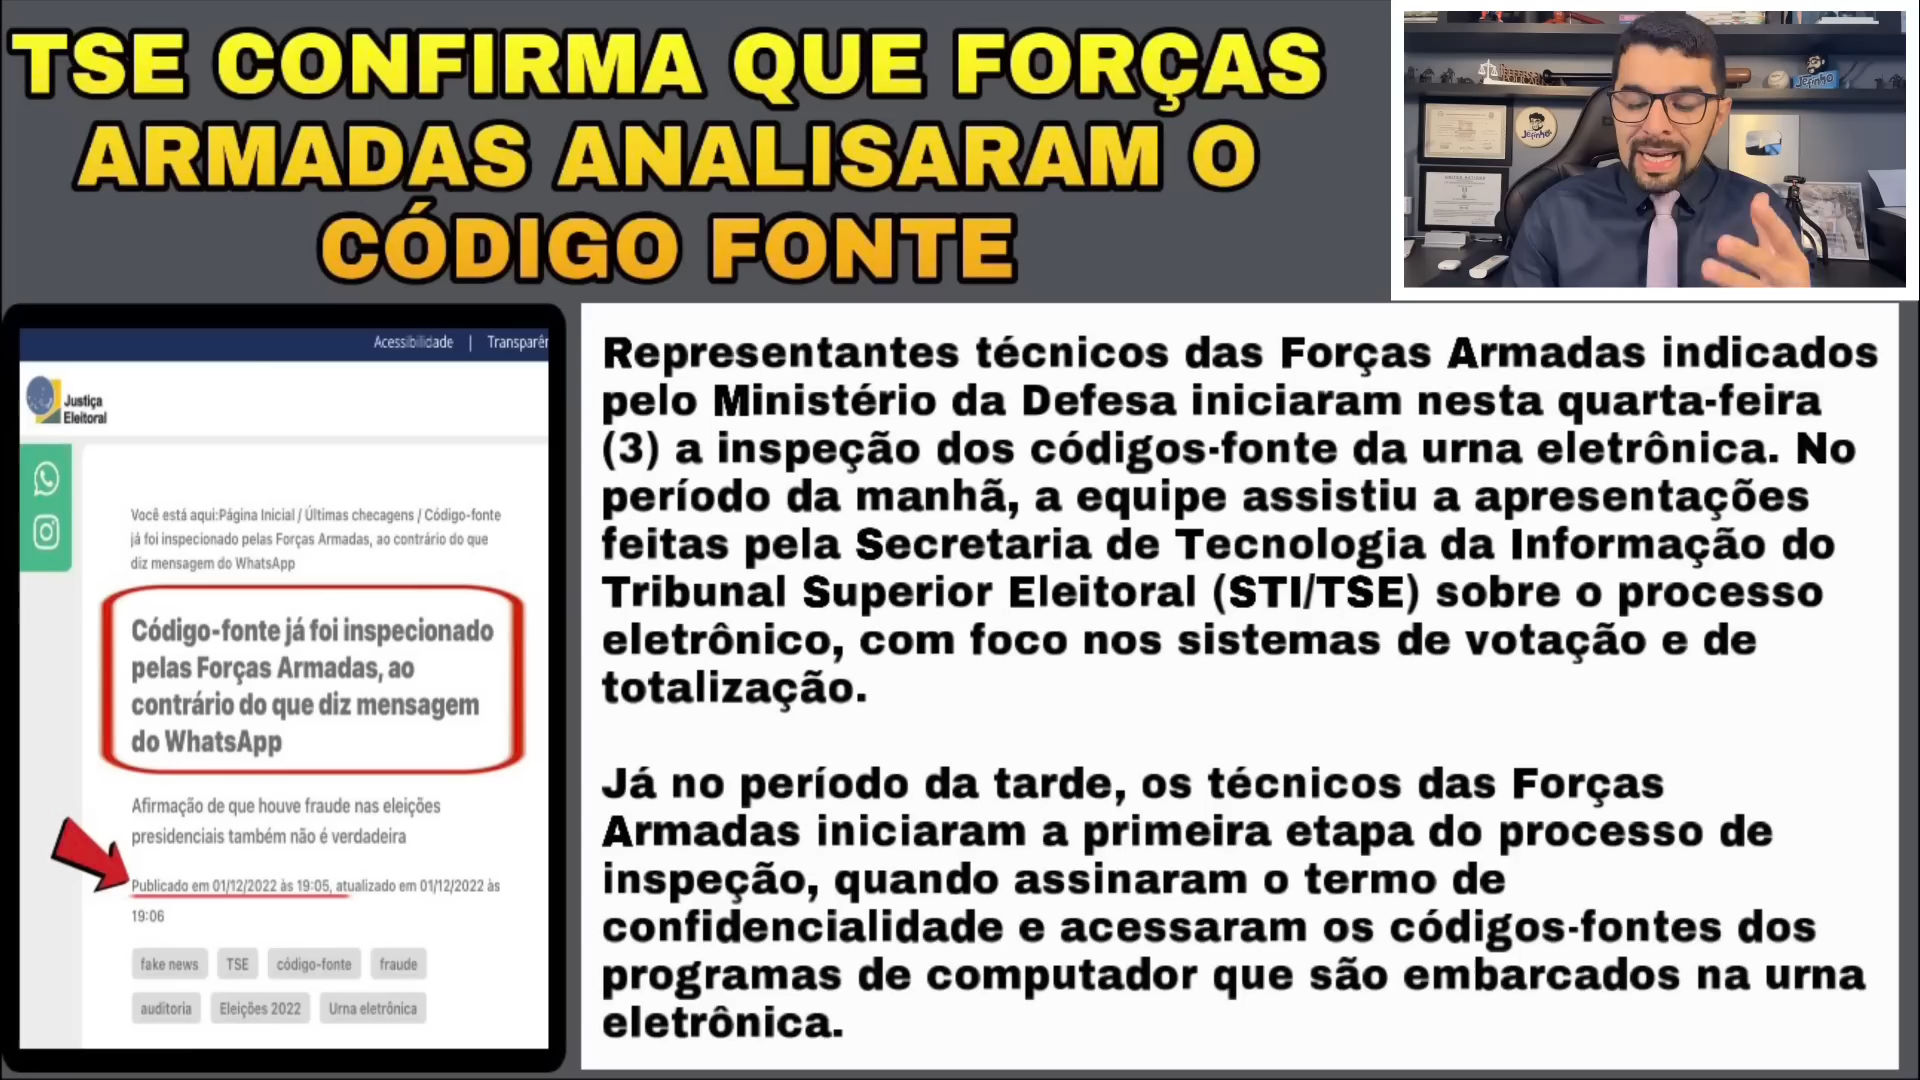 TSE CONFIRMA QUE FORÇAS
ARMADAS ANALISARAM O
CÓDIGO FONTE
Jefinho
Jefinho
Acessibilidade | Transparên
Justiça
Eleitoral
Você está aqui:Página Inicial / Últimas checagens / Código-fonte
já foi inspecionado pelas Forças Armadas, ao contrário do que
diz mensagem do WhatsApp
Código-fonte já foi inspecionado
pelas Forças Armadas, ao
contrário do que diz mensagem
do WhatsApp
Afirmação de que houve fraude nas eleições
presidenciais também não é verdadeira
Publicado em 01/12/2022 às 19:05, atualizado em 01/12/2022 às
19:06
fake news TSE código-fonte fraude
auditoria Eleições 2022 Urna eletrônica
Representantes técnicos das Forças Armadas indicados
pelo Ministério da Defesa iniciaram nesta quarta-feira
(3) a inspeção dos códigos-fonte da urna eletrônica. No
período da manhã, a equipe assistiu a apresentações
feitas pela Secretaria de Tecnologia da Informação do
Tribunal Superior Eleitoral (STI/TSE) sobre o processo
eletrônico, com foco nos sistemas de votação e de
totalização.
Já no período da tarde, os técnicos das Forças
Armadas iniciaram a primeira etapa do processo de
inspeção, quando assinaram o termo de
confidencialidade e acessaram os códigos-fontes dos
programas de computador que são embarcados na urna
eletrônica.